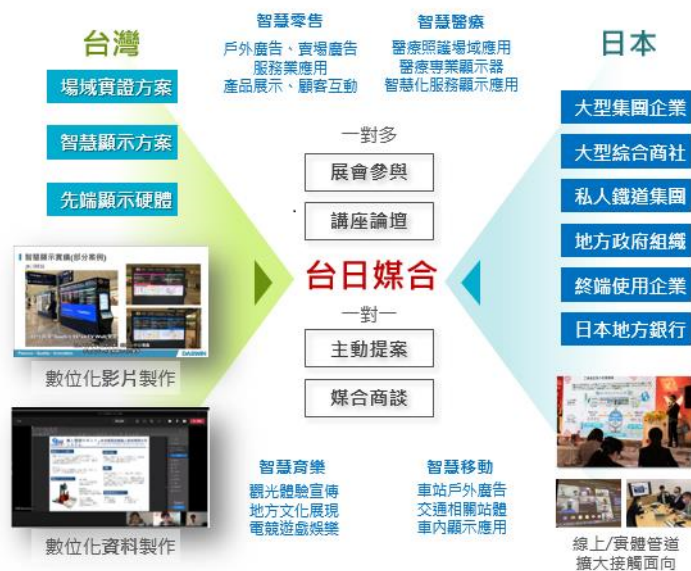 台灣
場域實證方案
智慧顯示方案
先端顯示硬體
智慧顯示實績(部分案例)
DAEWIN
數位化影片製作
數位化資料製作
智慧零售
戶外廣告、賣場廣告
服務業應用
產品展示、顧客互動
智慧醫療
醫療照護場域應用
醫療專業顯示器
智慧化服務顯示應用
一對多
展會參與
講座論壇
台日媒合
一對一
主動提案
媒合商談
智慧育樂
觀光體驗宣傳
地方文化展現
電競遊戲娛樂
智慧移動
車站戶外廣告
交通相關站體
車內顯示應用
日本
大型集團企業
大型綜合商社
私人鐵道集團
地方政府組織
終端使用企業
日本地方銀行
線上/實體管道
擴大接觸面向